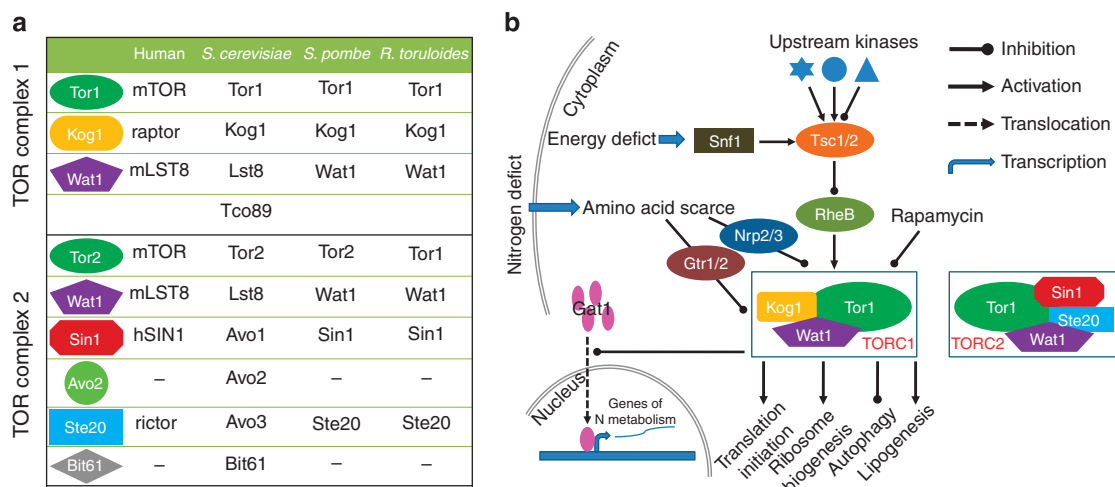 a
Human S. cerevisiae S. pombe R. toruloides
TOR complex 1
Tor1 mTOR Tor1 Tor1 Tor1
Kog1 raptor Kog1 Kog1 Kog1
Wat1 mLST8 Lst8 Wat1 Wat1
Tco89
TOR complex 2
Tor2 mTOR Tor2 Tor2 Tor1
Wat1 mLST8 Lst8 Wat1 Wat1
Sin1 hSIN1 Avo1 Sin1 Sin1
Avo2 – Avo2 – –
Ste20 rictor Avo3 Ste20 Ste20
Bit61 – Bit61 – –
b
Upstream kinases
Inhibition
Activation
Translocation
Transcription
Cytoplasm
Nitrogen deficit
Energy deficit
Snf1
Tsc1/2
Amino acid scarce
RheB
Rapamycin
Nrp2/3
Gtr1/2
Gat1
Kog1
Tor1
Wat1
TORC1
Tor1
Sin1
Ste20
Wat1
TORC2
Nucleus
Genes of
N metabolism
Translation
initiation
Ribosome
biogenesis
Autophagy
Lipogenesis